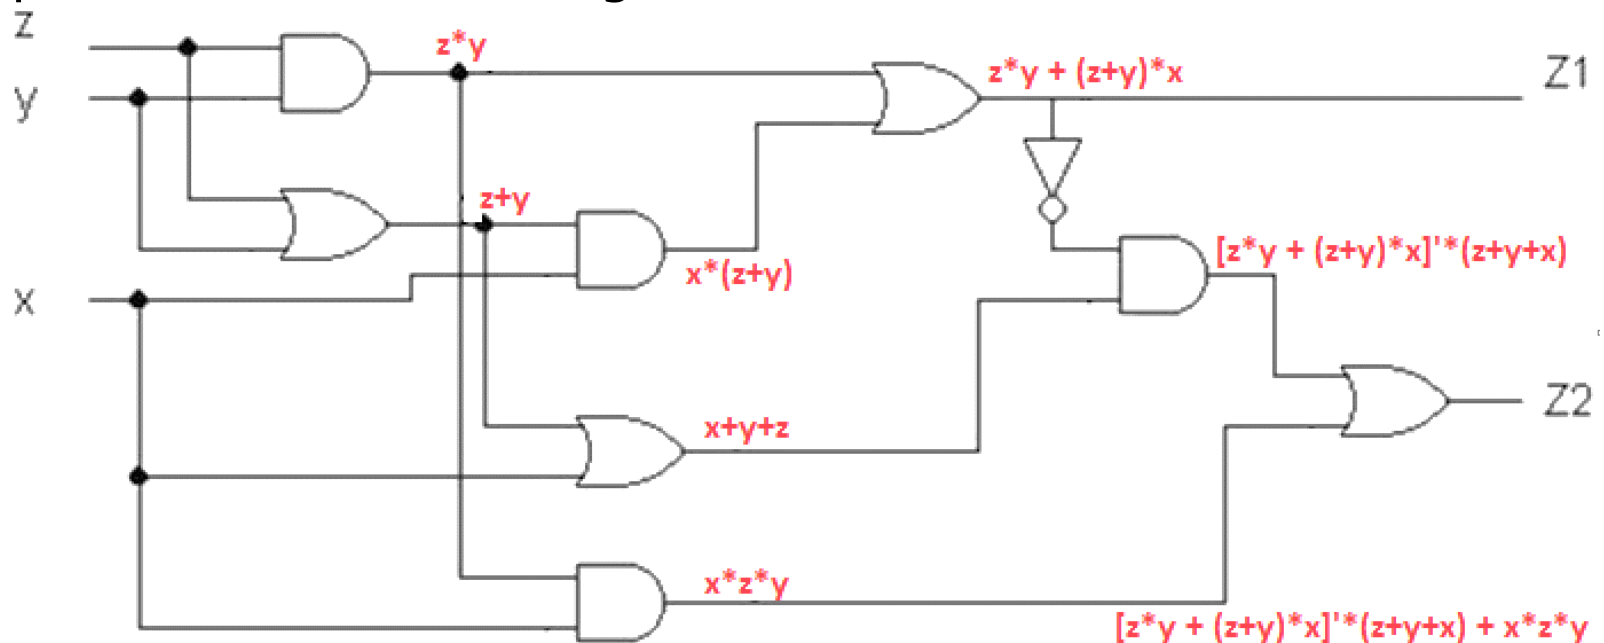 z
z*y
z*y + (z+y)*x
Z1
y
z+y
[z*y + (z+y)*x]'*(z+y+x)
x*(z+y)
x
Z2
x+y+z
x*z*y
[z*y + (z+y)*x]'*(z+y+x) + x*z*y